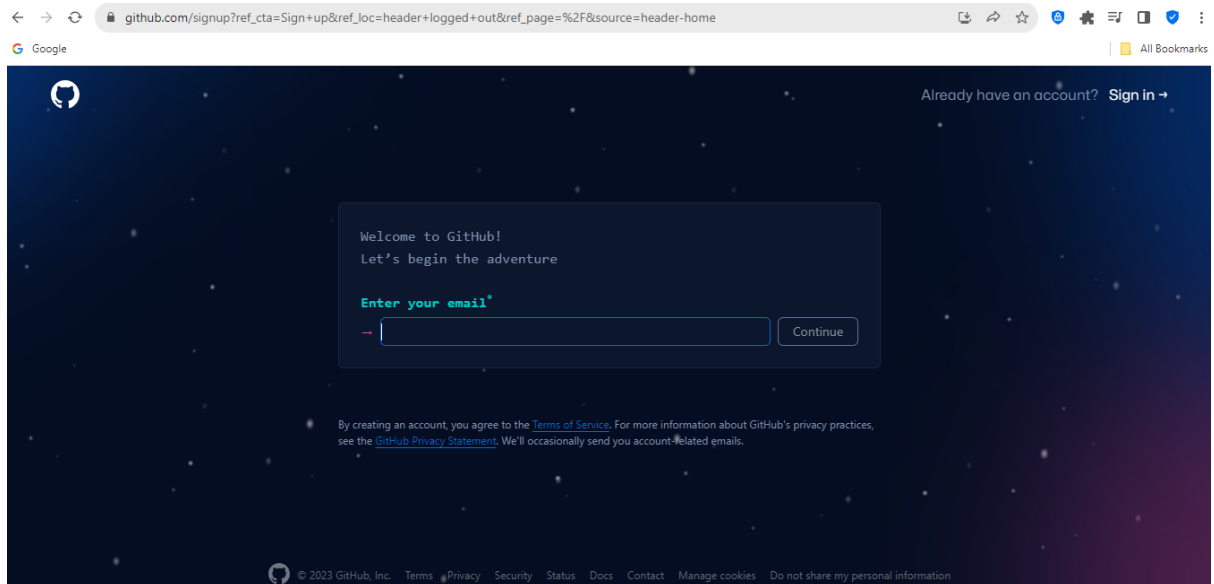 github.com/signup?ref_cta=Sign+up&ref_loc=header+logged+out&ref_page=%2F&source=header-home
Google
All Bookmarks
Already have an account? Sign in →
Welcome to GitHub!
Let’s begin the adventure
Enter your email*
→ Continue
By creating an account, you agree to the Terms of Service. For more information about GitHub's privacy practices,
see the GitHub Privacy Statement. We'll occasionally send you account-related emails.
© 2023 GitHub, Inc. Terms Privacy Security Status Docs Contact Manage cookies Do not share my personal information